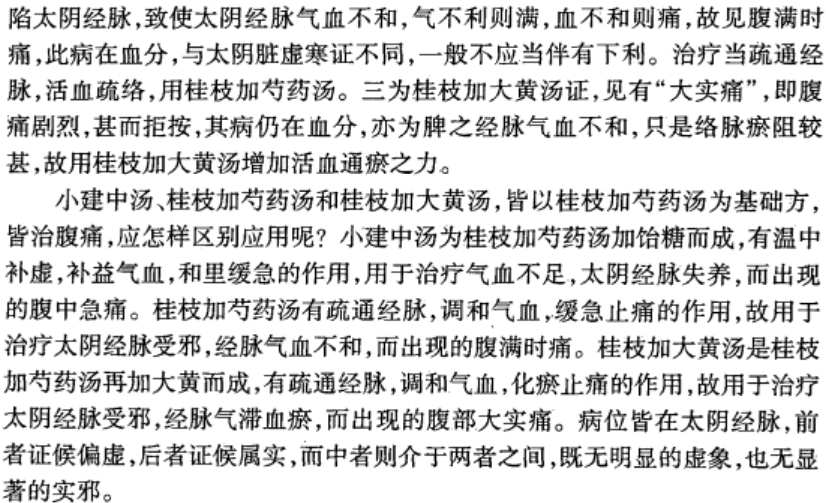 陷太阴经脉，致使太阴经脉气血不和，气不利则满，血不和则痛，故见腹满时
痛，此病在血分，与太阴脏虚寒证不同，一般不应当伴有下利。治疗当疏通经
脉，活血疏络，用桂枝加芍药汤。三为桂枝加大黄汤证，见有“大实痛”，即腹
痛剧烈，甚而拒按，其病仍在血分，亦为脾之经脉气血不和，只是络脉瘀阻较
甚，故用桂枝加大黄汤增加活血通瘀之力。
小建中汤、桂枝加芍药汤和桂枝加大黄汤，皆以桂枝加芍药汤为基础方，
皆治腹痛，应怎样区别应用呢？小建中汤为桂枝加芍药汤加饴糖而成，有温中
补虚，补益气血，和里缓急的作用，用于治疗气血不足，太阴经脉失养，而出现
的腹中急痛。桂枝加芍药汤有疏通经脉，调和气血，缓急止痛的作用，故用于
治疗太阴经脉受邪，经脉气血不和，而出现的腹满时痛。桂枝加大黄汤是桂枝
加芍药汤再加大黄而成，有疏通经脉，调和气血，化瘀止痛的作用，故用于治疗
太阴经脉受邪，经脉气滞血瘀，而出现的腹部大实痛。病位皆在太阴经脉，前
者证候偏虚，后者证候属实，而中者则介于两者之间，既无明显的虚象，也无显
著的实邪。